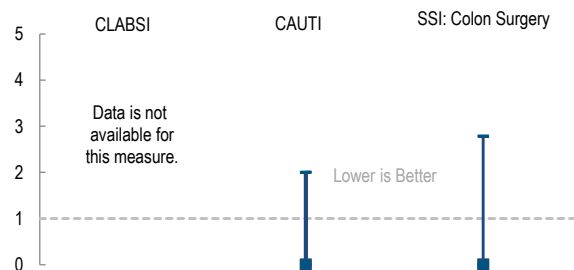 CLABSI
CAUTI
SSI: Colon Surgery
5
4
3
2
1
0
Data is not
available for
this measure.
Lower is Better